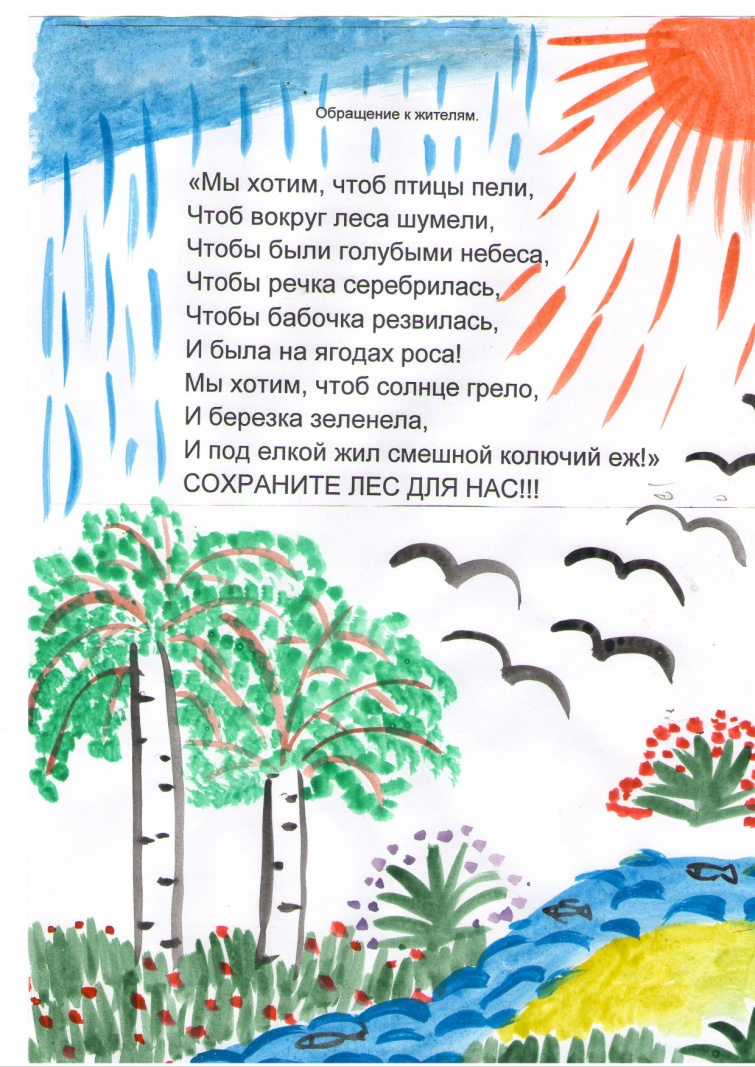 Обращение к жителям.
«Мы хотим, чтоб птицы пели,
Чтоб вокруг леса шумели,
Чтобы были голубыми небеса,
Чтобы речка серебрилась,
Чтобы бабочка резвилась,
И была на ягодах роса!
Мы хотим, чтоб солнце грело,
И березка зеленела,
И под елкой жил смешной колючий еж!»
СОХРАНИТЕ ЛЕС ДЛЯ НАС!!!